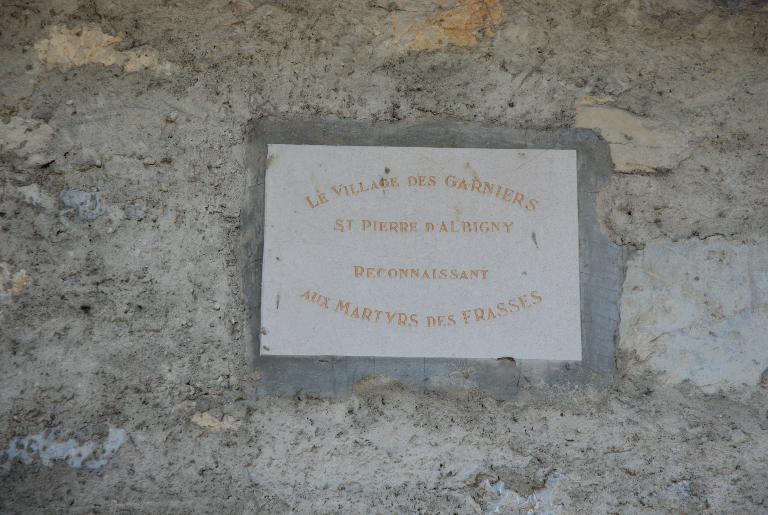 LE VILLAGE DES GARNIERS
ST PIERRE D'ALBIGNY
RECONNAISSANT
AUX MARTYRS DES FRASSES